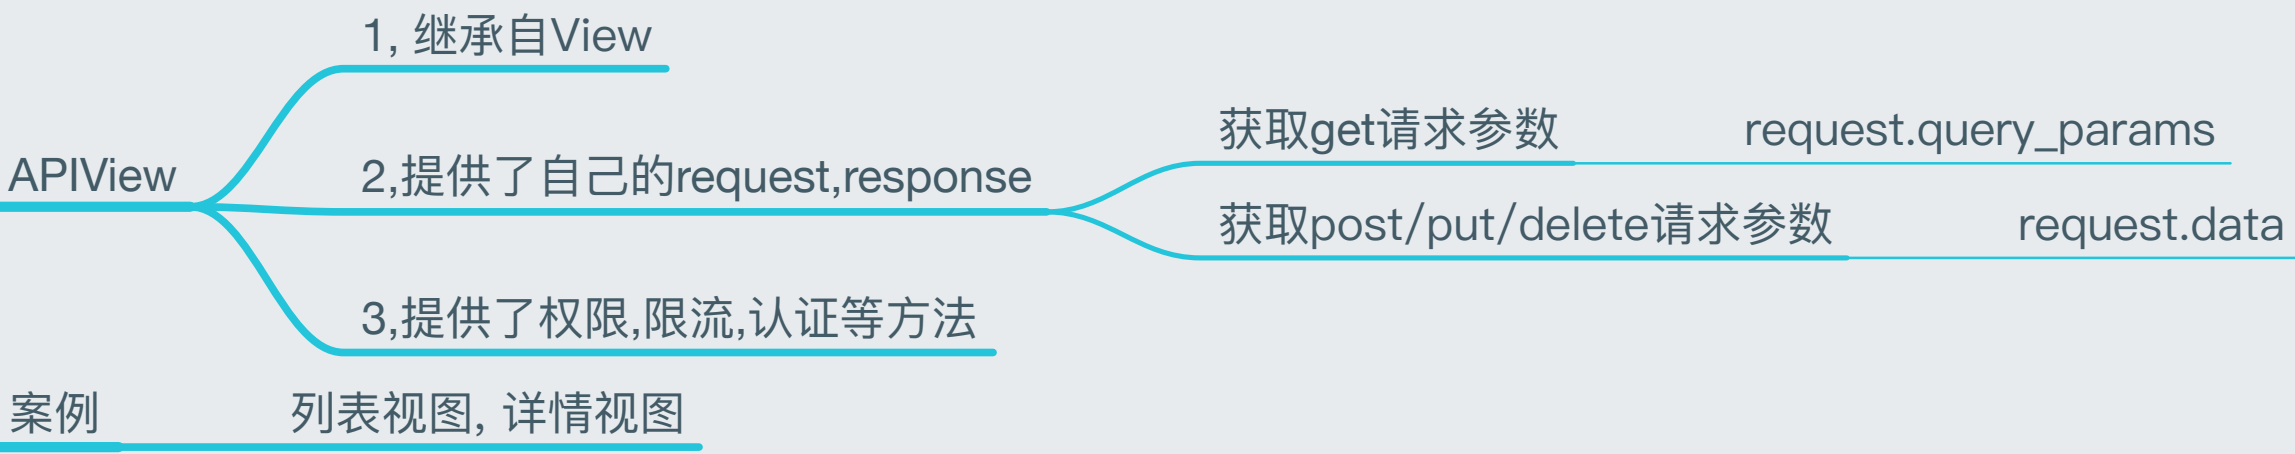 1, 继承自View
APIView
2,提供了自己的request,response
获取get请求参数
request.query_params
获取post/put/delete请求参数
request.data
3,提供了权限,限流,认证等方法
案例
列表视图, 详情视图